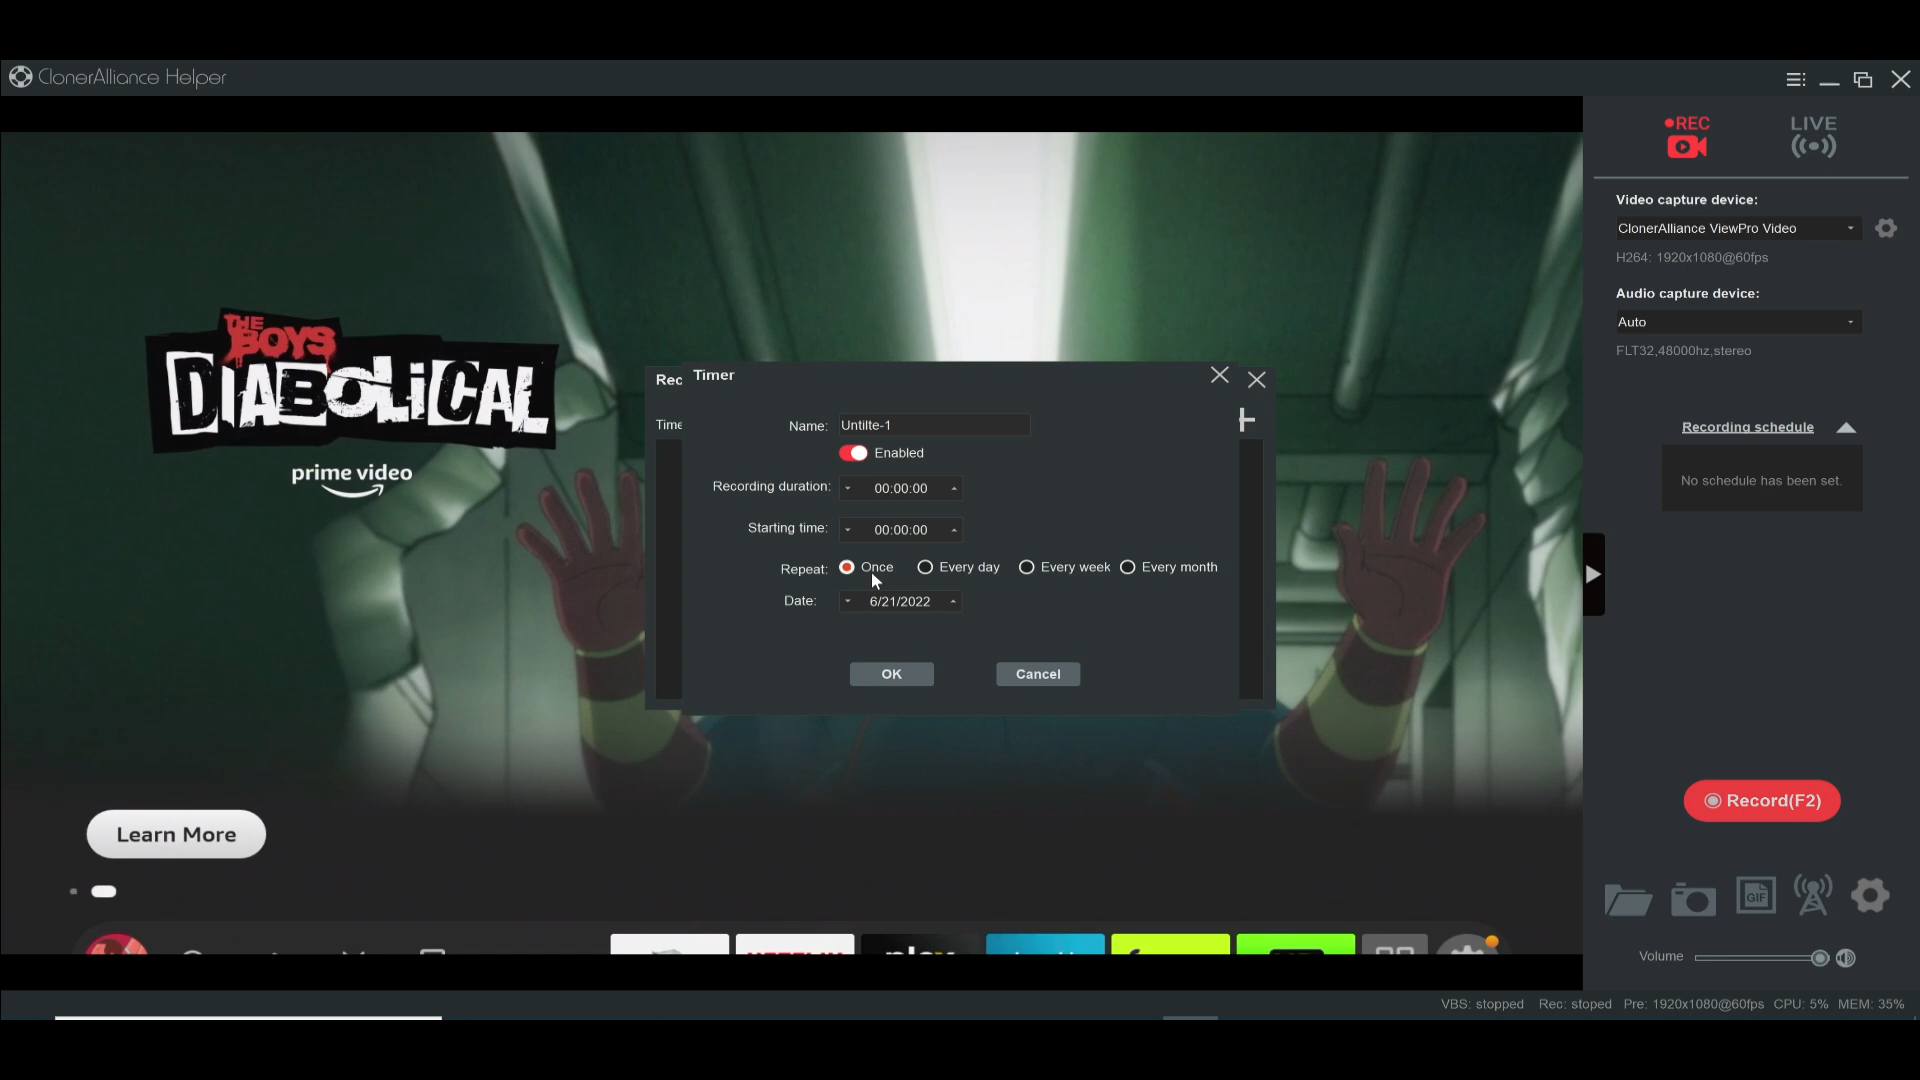 ClonerAlliance Helper
REC
LIVE
Video capture device:
ClonerAlliance ViewPro Video
H264: 1920x1080@60fps
Audio capture device:
Auto
FLT32,48000hz,stereo
Recording schedule
No schedule has been set.
THE
BOYS
DIABOLICAL
prime video
Rec
Time
Timer
Name: Untilte-1
Enabled
Recording duration: 00:00:00
Starting time: 00:00:00
Repeat: Once Every day Every week Every month
Date: 6/21/2022
OK Cancel
Learn More
Record(F2)
GIF
Volume
VBS: stopped Rec: stoped Pre: 1920x1080@60fps CPU: 5% MEM: 35%